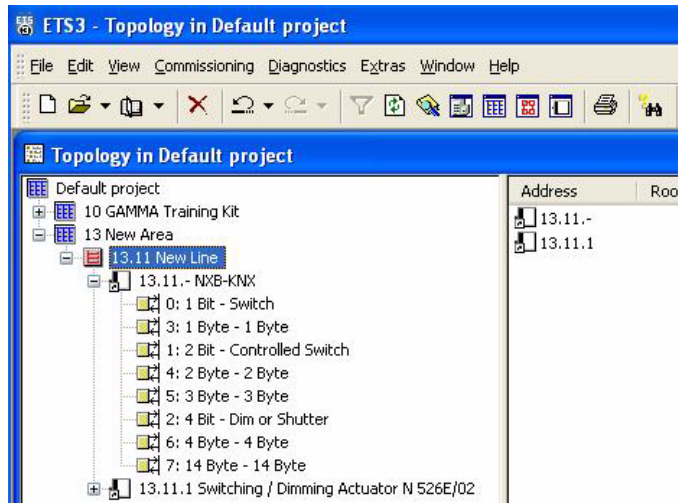 ETS3 - Topology in Default project
File Edit View Commissioning Diagnostics Extras Window Help
Topology in Default project
Default project
10 GAMMA Training Kit
13 New Area
13.11 New Line
13.11.- NXB-KNX
0: 1 Bit - Switch
3: 1 Byte - 1 Byte
1: 2 Bit - Controlled Switch
4: 2 Byte - 2 Byte
5: 3 Byte - 3 Byte
2: 4 Bit - Dim or Shutter
6: 4 Byte - 4 Byte
7: 14 Byte - 14 Byte
13.11.1 Switching / Dimming Actuator N 526E/02
Address Roo
13.11.-
13.11.1